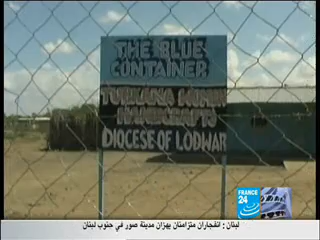 THE BLUE
CONTAINER
TURKANA WOMEN
HANDICRAFTS
DIOCESE OF LODWAR
FRANCE
24
لبنان : انفجاران متزامنان يهزان مدينة صور في جنوب لبنان